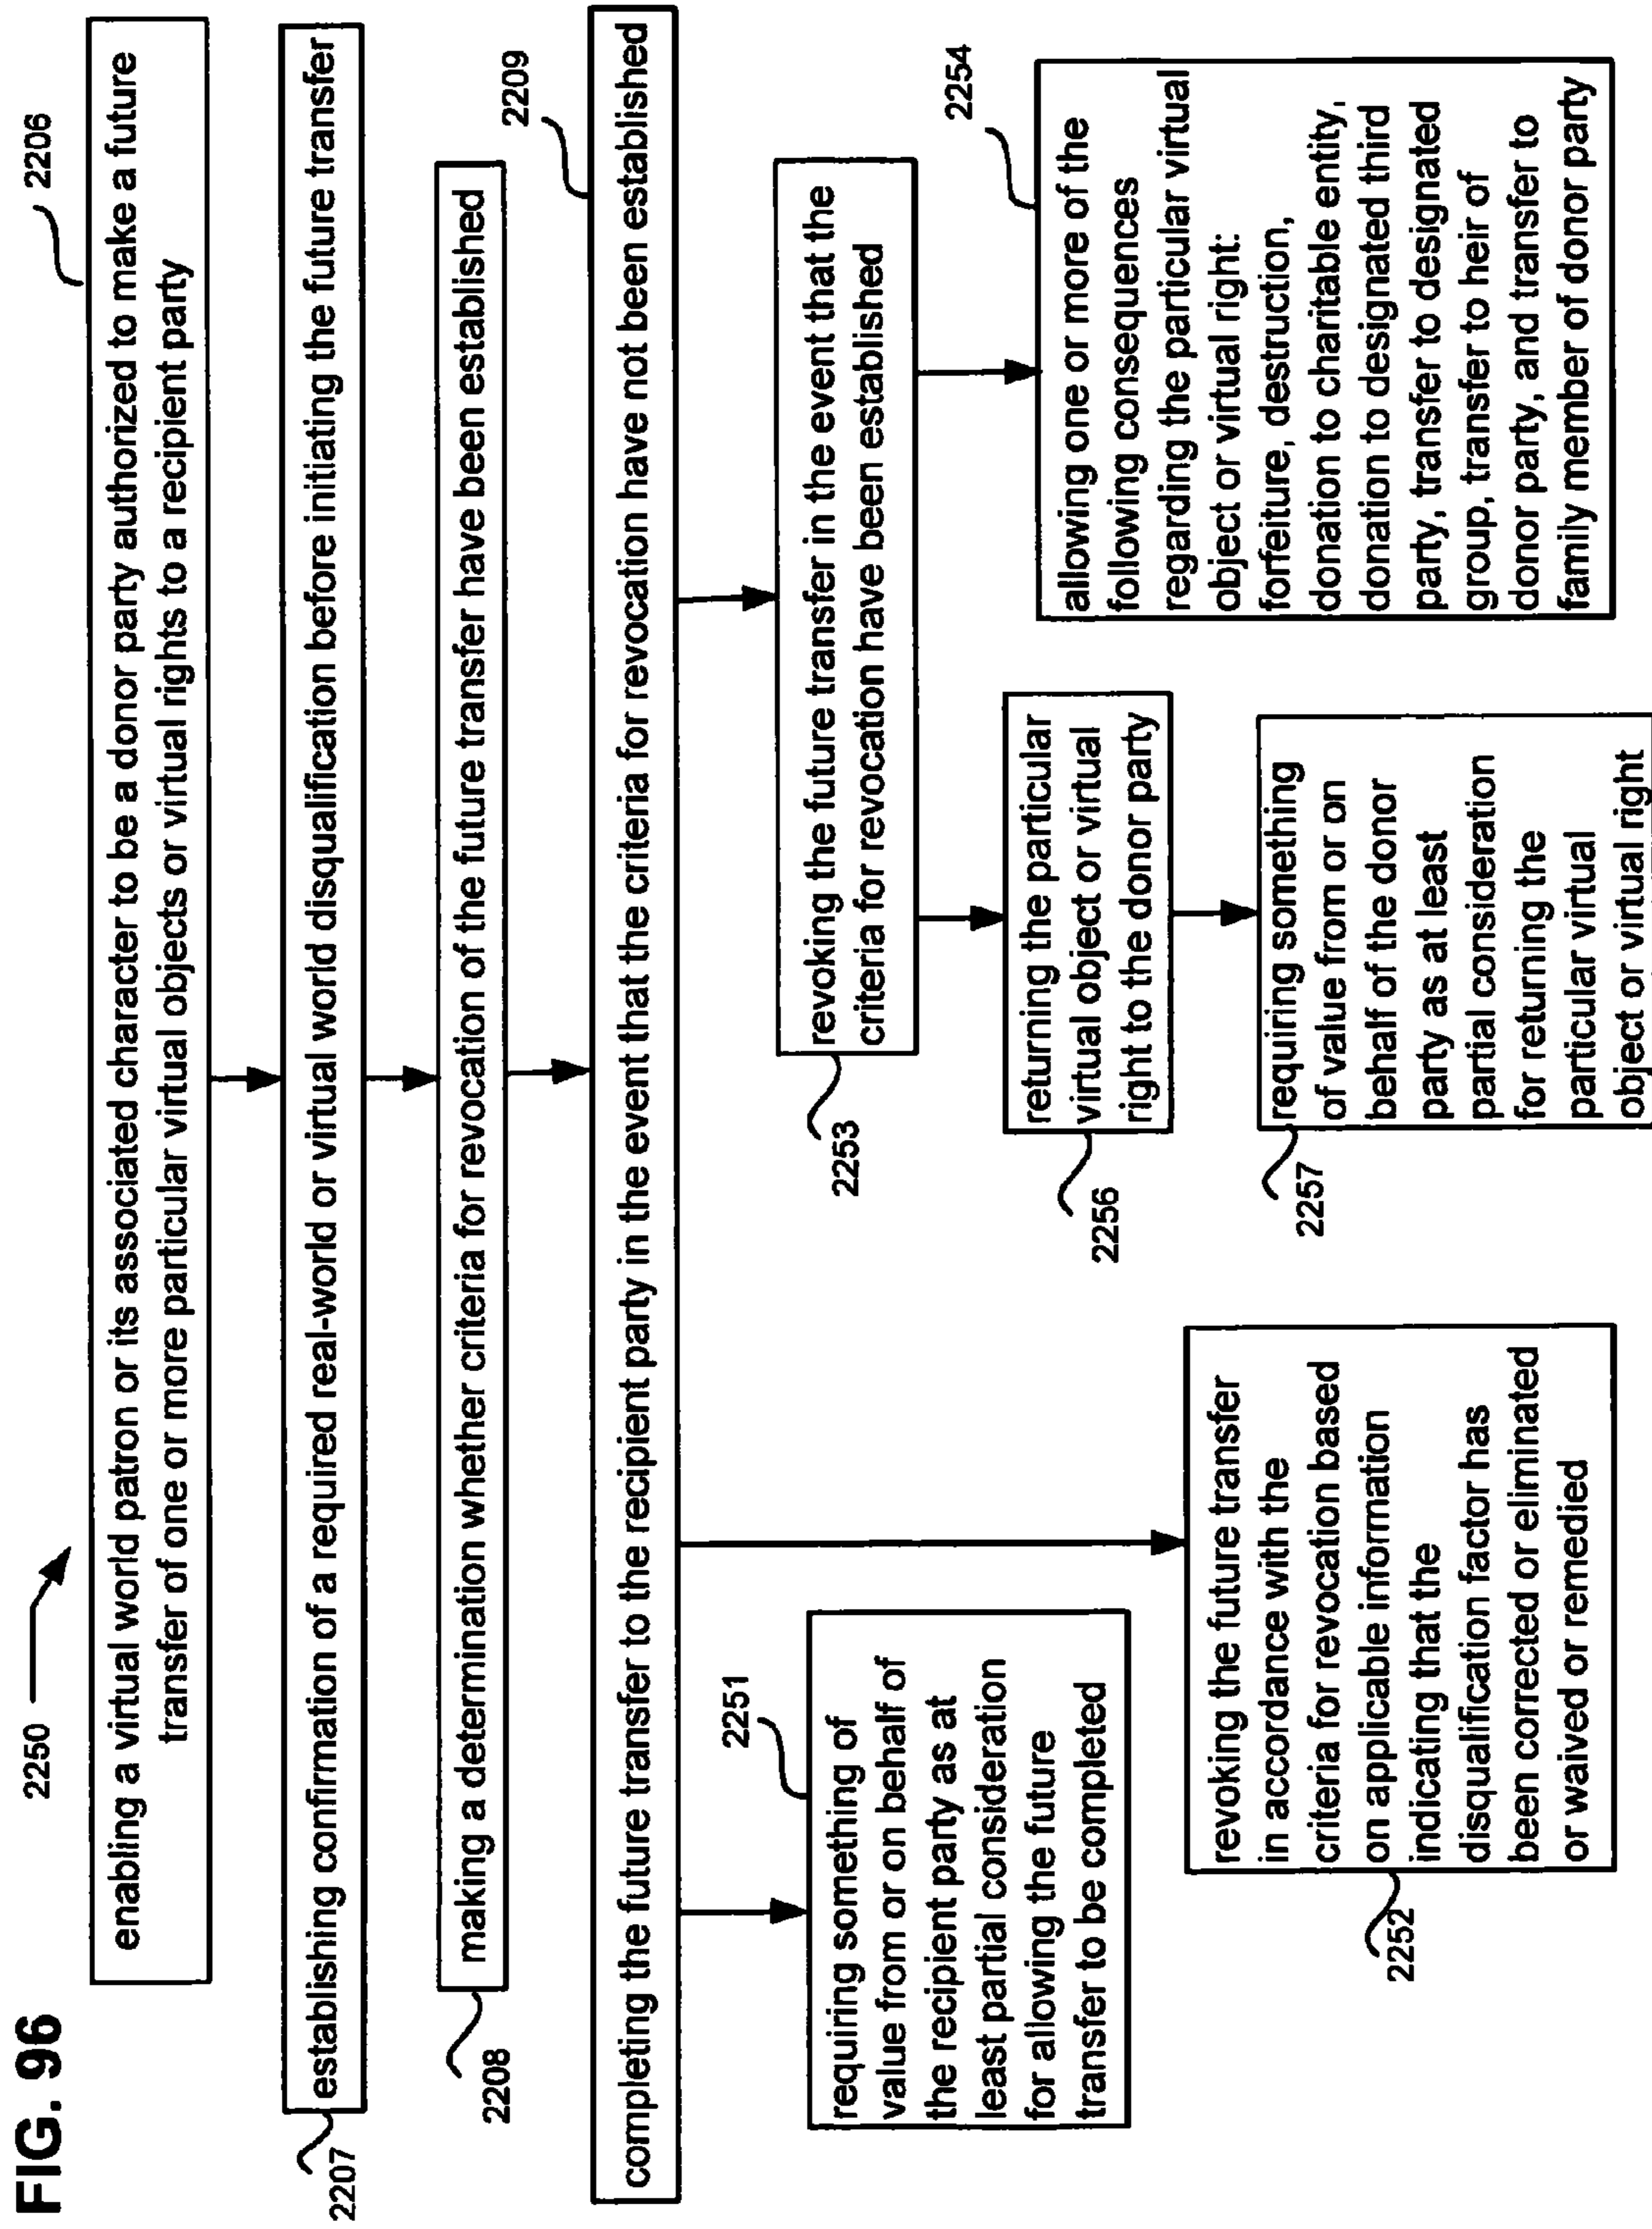 FIG. 96
2250
2206
enabling a virtual world patron or its associated character to be a donor party authorized to make a future
transfer of one or more particular virtual objects or virtual rights to a recipient party
2207
establishing confirmation of a required real-world or virtual world disqualification before initiating the future transfer
2208
making a determination whether criteria for revocation of the future transfer have been established
2209
completing the future transfer to the recipient party in the event that the criteria for revocation have not been established
2251
requiring something of
value from or on behalf of
the recipient party as at
least partial consideration
for allowing the future
transfer to be completed
2252
revoking the future transfer
in accordance with the
criteria for revocation based
on applicable information
indicating that the
disqualification factor has
been corrected or eliminated
or waived or remedied
2253
revoking the future transfer in the event that the
criteria for revocation have been established
2256
returning the particular
virtual object or virtual
right to the donor party
2257
requiring something
of value from or on
behalf of the donor
party as at least
partial consideration
for returning the
particular virtual
object or virtual right
2254
allowing one or more of the
following consequences
regarding the particular virtual
object or virtual right:
forfeiture, destruction,
donation to charitable entity,
donation to designated third
party, transfer to designated
group, transfer to heir of
donor party, and transfer to
family member of donor party